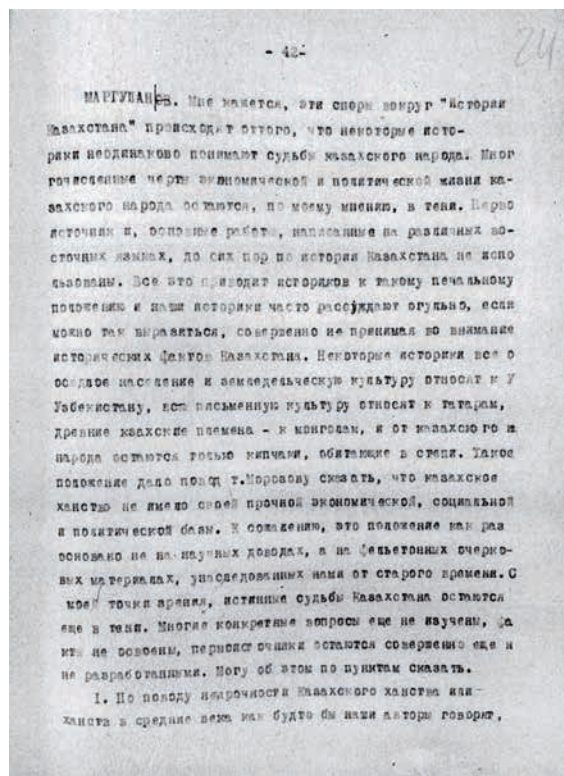 - 42-
24
МАРГУЛАНОВ. Мне кажется, эти споры вокруг "Истории
Казахстана" происходят оттого, что некоторые исто-
рики неодинаково понимают судьбы казахского народа. Мног
гочисленные черты экономической и политической жизни ка-
захского народа остаются, по моему мнению, в тени. Перво
источник и, основные работы, написанные на различных во-
сточных языках, до сих пор по истории Казахстана не испо
льзованы. Все это приводит историков к такому печальному
положению и наши историки часто рассуждают огульно, если
можно так выразиться, совершенно не принимая во внимание
исторических фактов Казахстана. Некоторые историки все о
оседлое население и земледельческую культуру относят к У
Узбекистану, всю письменную культуру относят к татарам,
древние квахские племена - к монголам, и от казахского н
народа остаются только кипчаки, обитающие в степи. Такое
положение дало повод т.Морозову сказать, что казахское
ханство не имело своей прочной экономической, социальной
и политической базы. К сожалению, это положение как раз
основано не на научных доводах, а на фельетонных очерко-
вых материалах, унаследованных нами от старого времени. С
моей точки зрения, истинные судьбы Казахстана остаются
еще в тени. Многие конкретные вопросы еще не изучены, фа
кты не освоены, первоисточники остаются совершенно еще н
не разработанными. Могу об этом по пунктам сказать.
1. По поводу непрочности Казахского ханства или
ханств в средние века как будто бы наши авторы говорят,